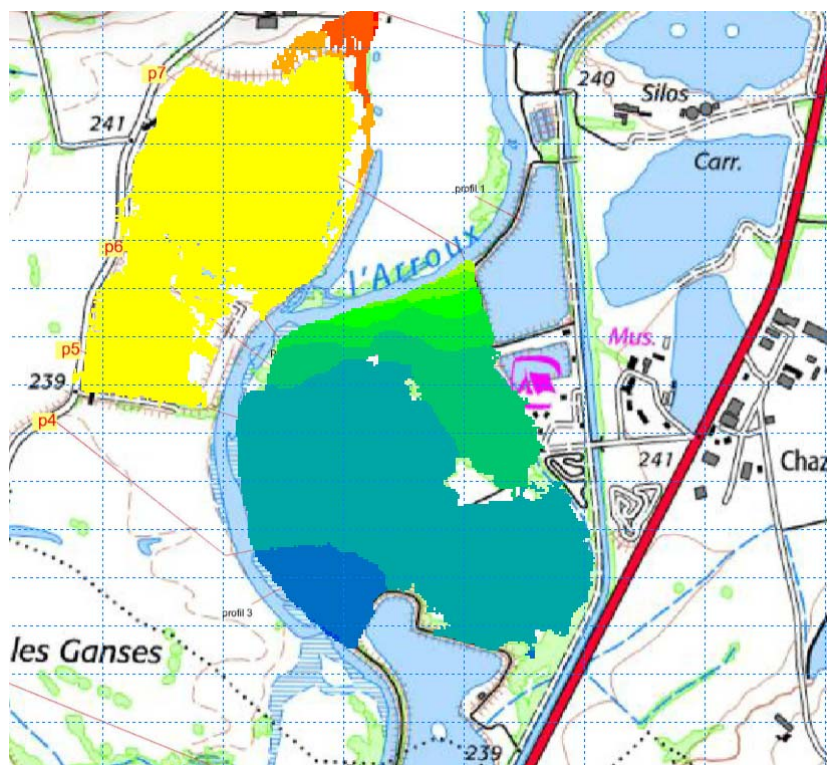 p7
240
Silos
241
Carr.
profil 1
p6
l'Arroux
Mus.
p5
239
p4
241
Chaz
profil 3
les Ganses
239